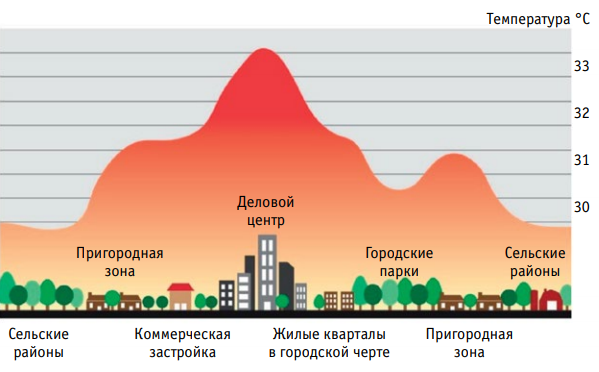 Температура °C
33
32
31
30
Деловой
центр
Пригородная
зона
Городские
парки
Сельские
районы
Сельские
районы
Коммерческая
застройка
Жилые кварталы
в городской черте
Пригородная
зона